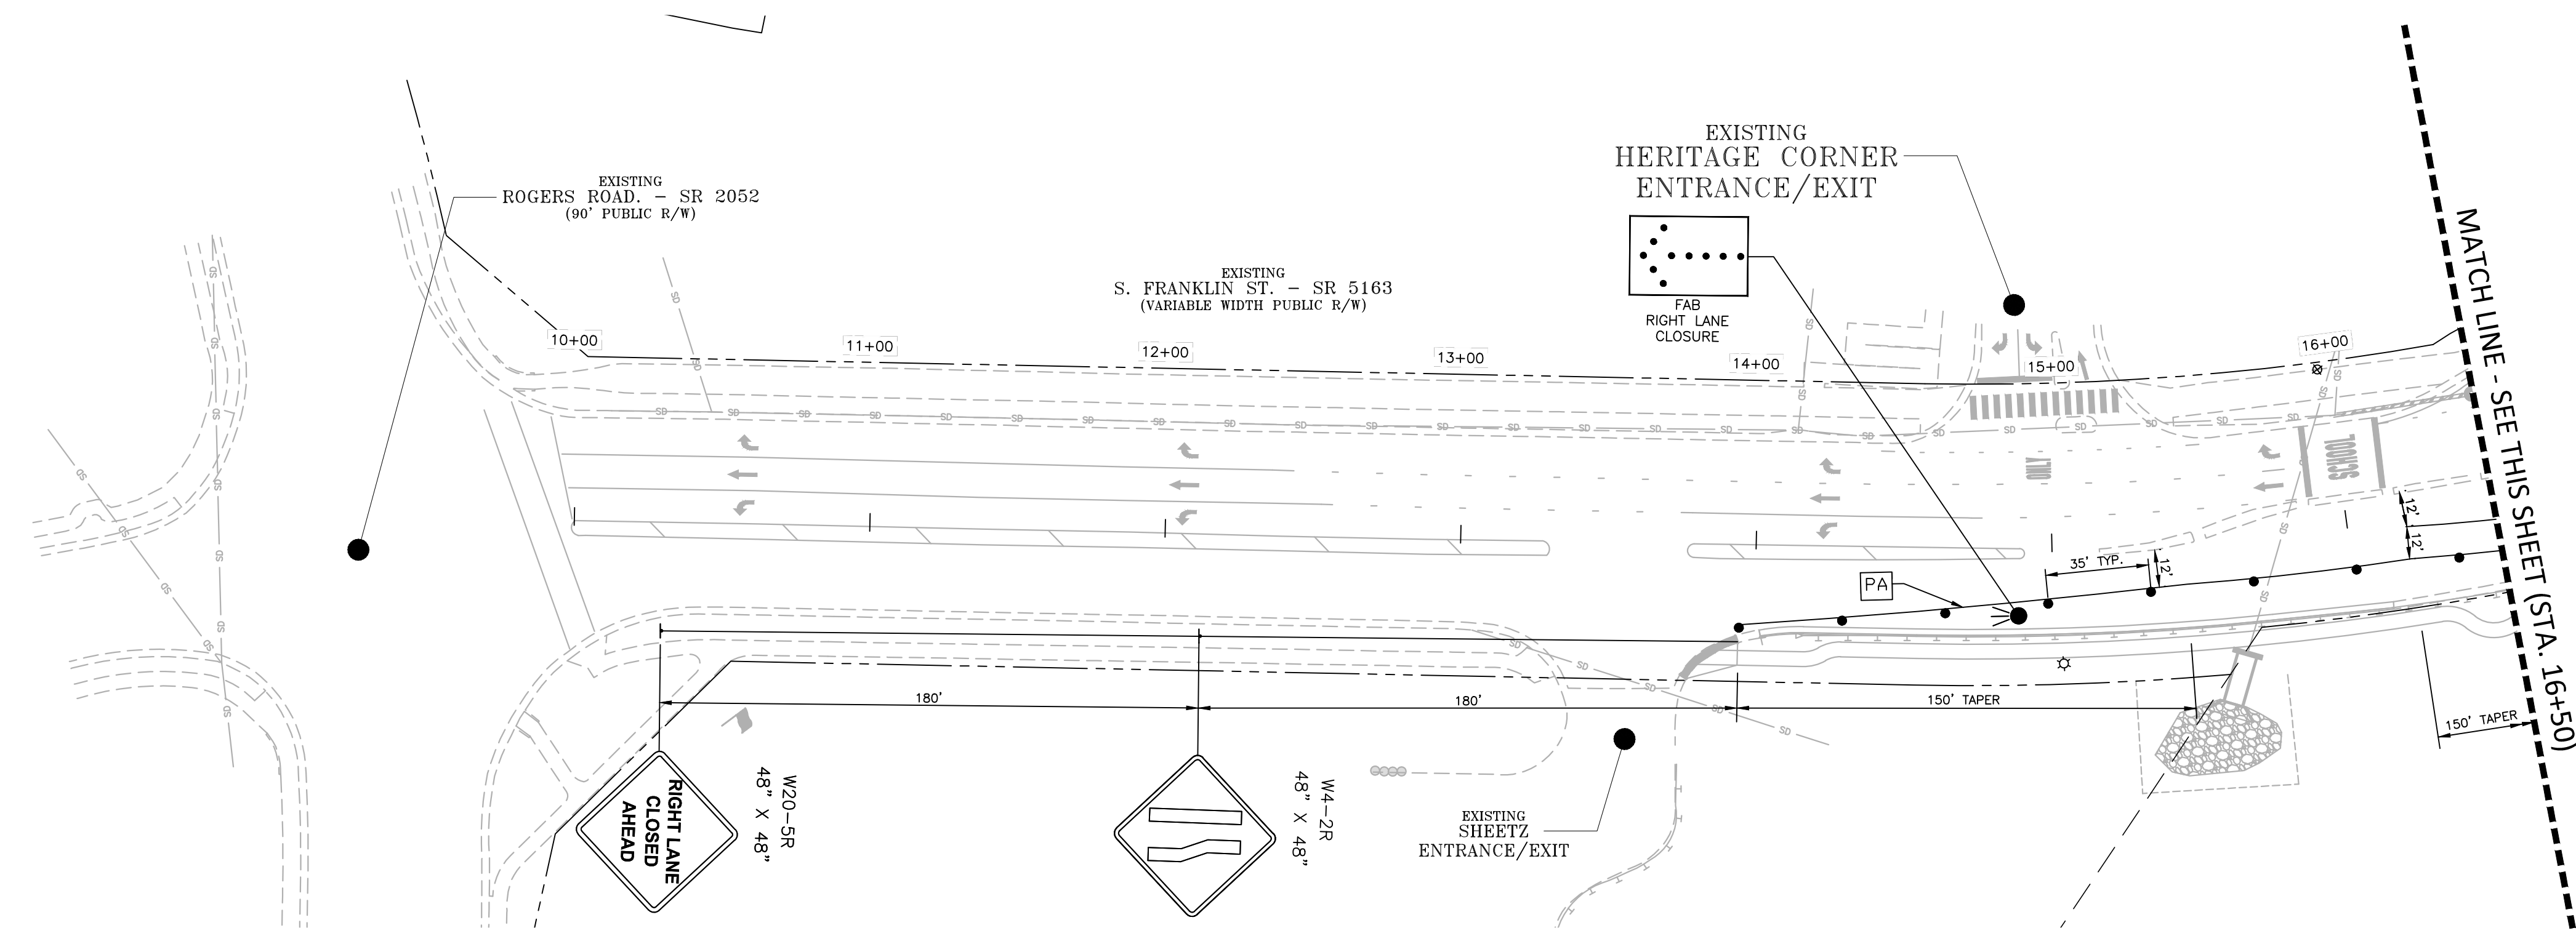 EXISTING
ROGERS ROAD. - SR 2052
(90' PUBLIC R/W)
EXISTING
S. FRANKLIN ST. - SR 5163
(VARIABLE WIDTH PUBLIC R/W)
EXISTING
HERITAGE CORNER
ENTRANCE/EXIT
FAB
RIGHT LANE
CLOSURE
10+00
11+00
12+00
13+00
14+00
15+00
16+00
SD
ONLY
SCHOOL
12'
12'
35' TYP.
12'
PA
180'
180'
150' TAPER
150' TAPER
RIGHT LANE
CLOSED
AHEAD
W20-5R
48" X 48"
W4-2R
48" X 48"
EXISTING
SHEETZ
ENTRANCE/EXIT
MATCH LINE - SEE THIS SHEET (STA. 16+50)